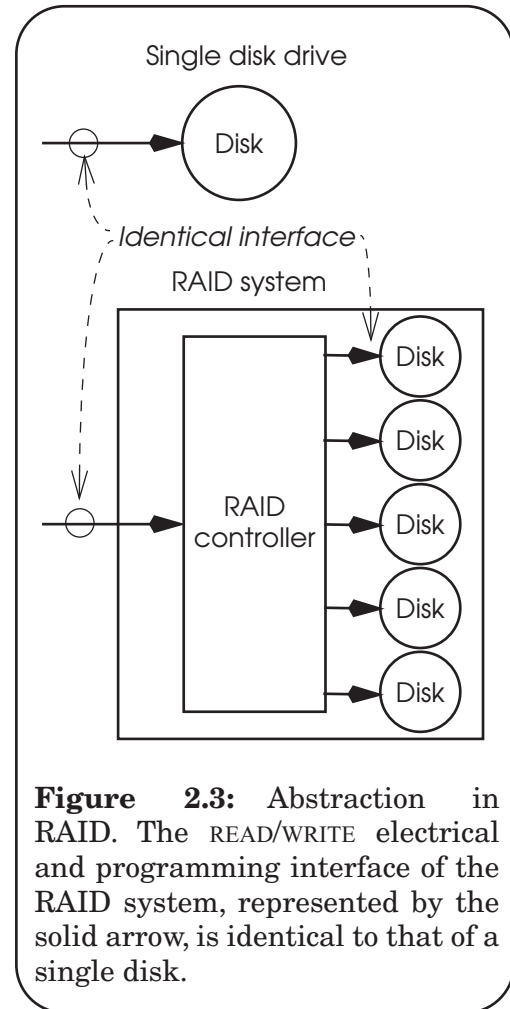 Single disk drive
Disk
Identical interface
RAID system
Disk
Disk
RAID
controller
Disk
Disk
Disk
Figure 2.3: Abstraction in
RAID. The READ/WRITE electrical
and programming interface of the
RAID system, represented by the
solid arrow, is identical to that of a
single disk.